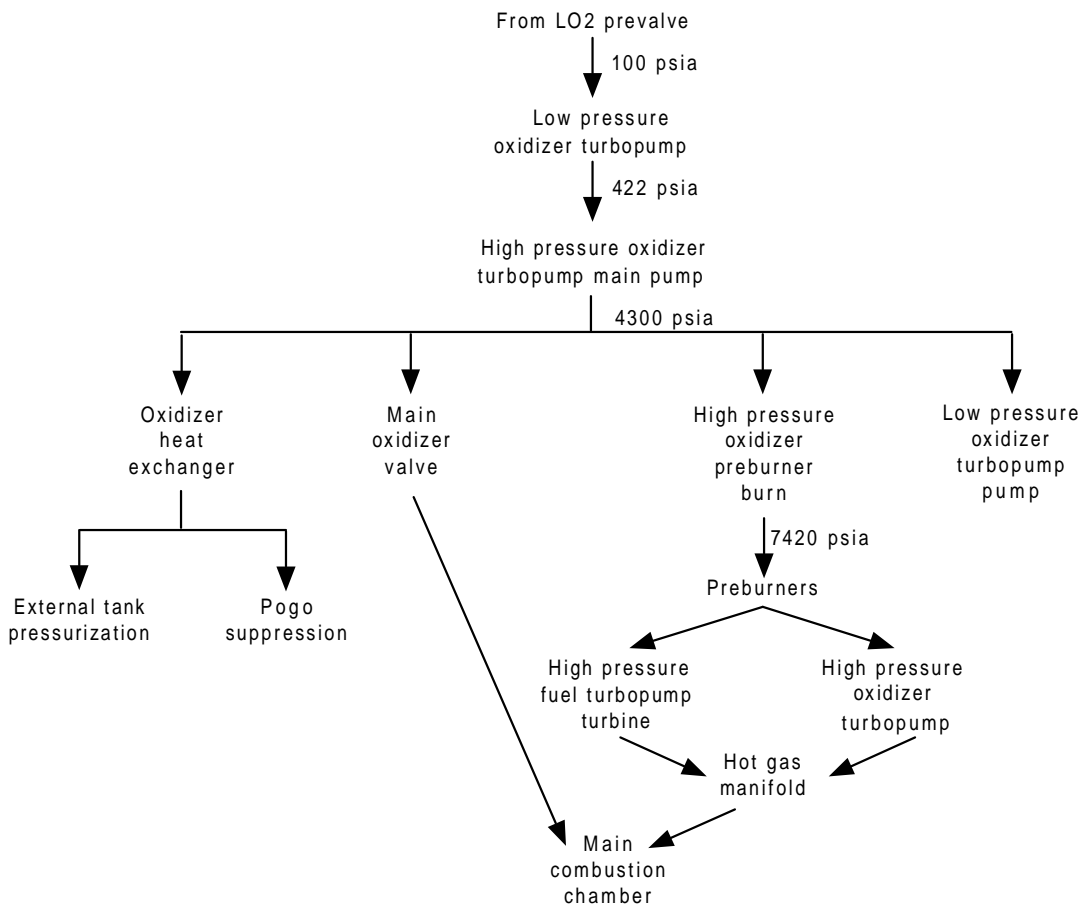 From LO2 prevalve
100 psia
Low pressure
oxidizer turbopump
422 psia
High pressure oxidizer
turbopump main pump
4300 psia
Oxidizer
heat
exchanger
Main
oxidizer
valve
High pressure
oxidizer
preburner
burn
Low pressure
oxidizer
turbopump
pump
7420 psia
Preburners
External tank
pressurization
Pogo
suppression
High pressure
fuel turbopump
turbine
High pressure
oxidizer
turbopump
Hot gas
manifold
Main
combustion
chamber